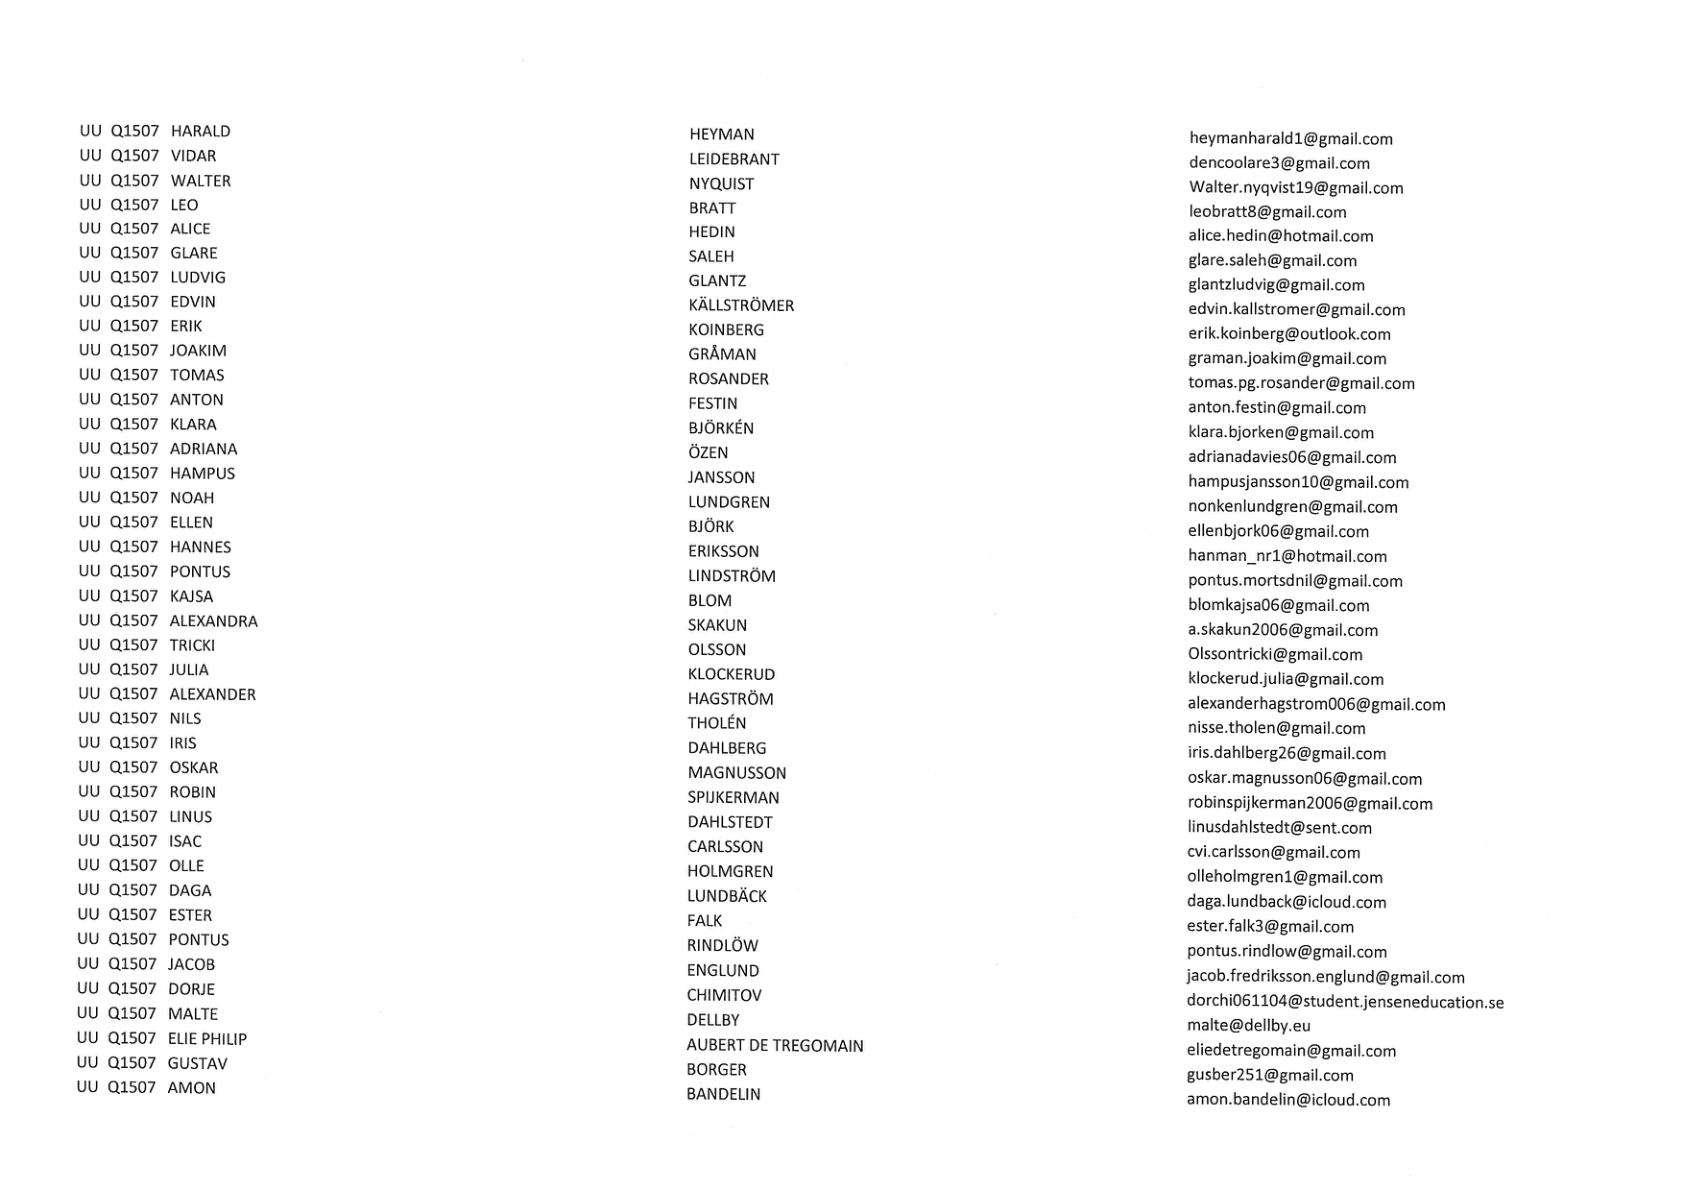 UU Q1507 HARALD HEYMAN heymanharald1@gmail.com
UU Q1507 VIDAR LEIDEBRANT dencoolare3@gmail.com
UU Q1507 WALTER NYQUIST Walter.nyqvist19@gmail.com
UU Q1507 LEO BRATT leobratt8@gmail.com
UU Q1507 ALICE HEDIN alice.hedin@hotmail.com
UU Q1507 GLARE SALEH glare.saleh@gmail.com
UU Q1507 LUDVIG GLANTZ glantzludvig@gmail.com
UU Q1507 EDVIN KÄLLSTRÖMER edvin.kallstromer@gmail.com
UU Q1507 ERIK KOINBERG erik.koinberg@outlook.com
UU Q1507 JOAKIM GRÅMAN graman.joakim@gmail.com
UU Q1507 TOMAS ROSANDER tomas.pg.rosander@gmail.com
UU Q1507 ANTON FESTIN anton.festin@gmail.com
UU Q1507 KLARA BJÖRKÉN klara.bjorken@gmail.com
UU Q1507 ADRIANA ÖZEN adrianadavies06@gmail.com
UU Q1507 HAMPUS JANSSON hampusjansson10@gmail.com
UU Q1507 NOAH LUNDGREN nonkenlundgren@gmail.com
UU Q1507 ELLEN BJÖRK ellenbjork06@gmail.com
UU Q1507 HANNES ERIKSSON hanman_nr1@hotmail.com
UU Q1507 PONTUS LINDSTRÖM pontus.mortsdnil@gmail.com
UU Q1507 KAJSA BLOM blomkajsa06@gmail.com
UU Q1507 ALEXANDRA SKAKUN a.skakun2006@gmail.com
UU Q1507 TRICKI OLSSON Olssontricki@gmail.com
UU Q1507 JULIA KLOCKERUD klockerud.julia@gmail.com
UU Q1507 ALEXANDER HAGSTRÖM alexanderhagstrom006@gmail.com
UU Q1507 NILS THOLÉN nisse.tholen@gmail.com
UU Q1507 IRIS DAHLBERG iris.dahlberg26@gmail.com
UU Q1507 OSKAR MAGNUSSON oskar.magnusson06@gmail.com
UU Q1507 ROBIN SPIJKERMAN robinspijkerman2006@gmail.com
UU Q1507 LINUS DAHLSTEDT linusdahlstedt@sent.com
UU Q1507 ISAC CARLSSON cvi.carlsson@gmail.com
UU Q1507 OLLE HOLMGREN olleholmgren1@gmail.com
UU Q1507 DAGA LUNDBÄCK daga.lundback@icloud.com
UU Q1507 ESTER FALK ester.falk3@gmail.com
UU Q1507 PONTUS RINDLÖW pontus.rindlow@gmail.com
UU Q1507 JACOB ENGLUND jacob.fredriksson.englund@gmail.com
UU Q1507 DORJE CHIMITOV dorchi061104@student.jenseneducation.se
UU Q1507 MALTE DELLBY malte@dellby.eu
UU Q1507 ELIE PHILIP AUBERT DE TREGOMAIN eliedetregomain@gmail.com
UU Q1507 GUSTAV BORGER gusber251@gmail.com
UU Q1507 AMON BANDELIN amon.bandelin@icloud.com